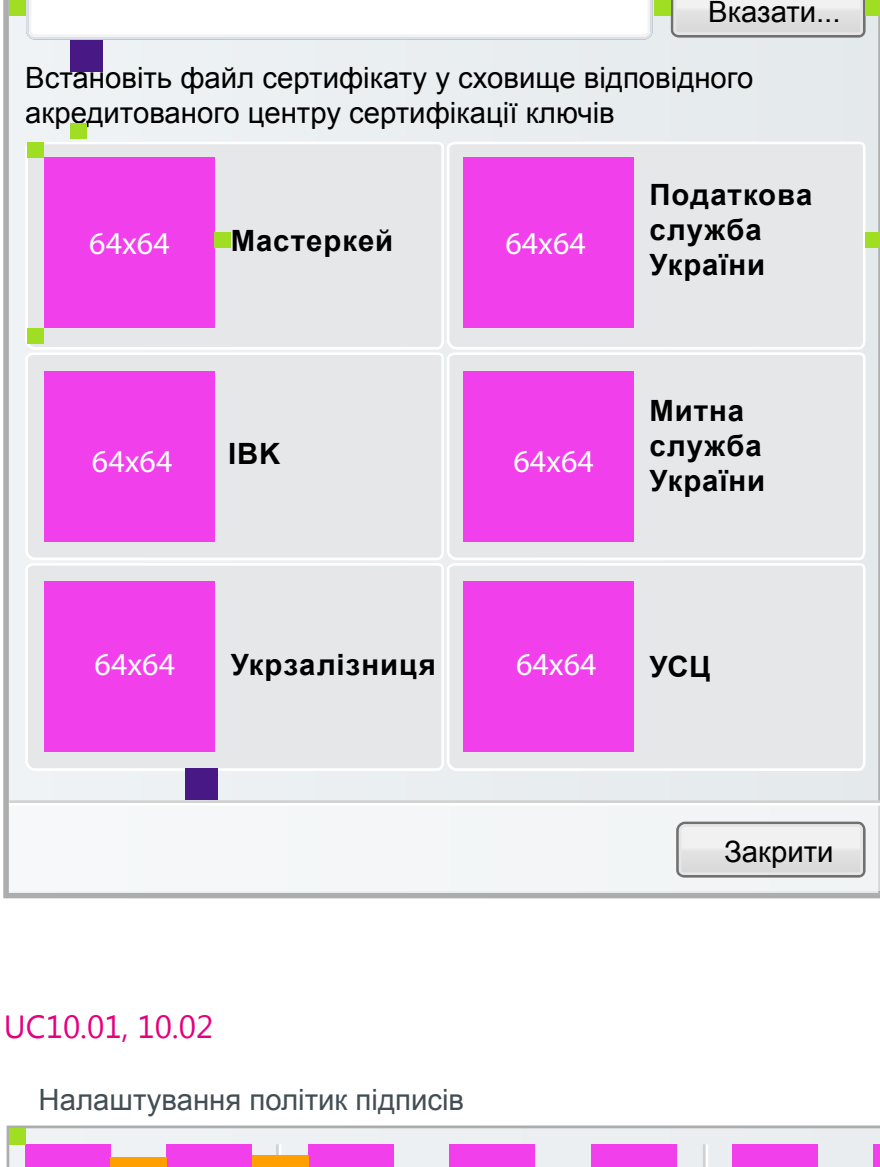 Вказати...
Встановіть файл сертифікату у сховище відповідного
акредитованого центру сертифікації ключів
64x64
Мастеркей
64x64
Податкова
служба
України
64x64
ІВК
64x64
Митна
служба
України
64x64
Укрзалізниця
64x64
УСЦ
Закрити
UC10.01, 10.02
Налаштування політик підписів